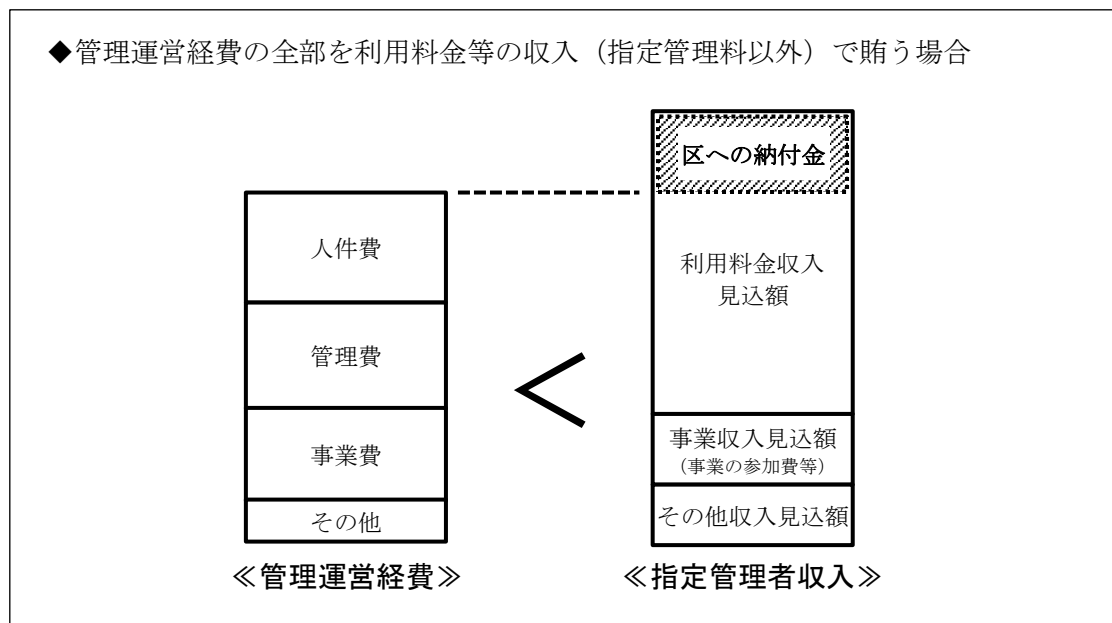 ◆管理運営経費の全部を利用料金等の収入（指定管理料以外）で賄う場合
人件費
管理費
事業費
その他
≪管理運営経費≫
＜
区への納付金
利用料金収入
見込額
事業収入見込額
（事業の参加費等）
その他収入見込額
≪指定管理者収入≫